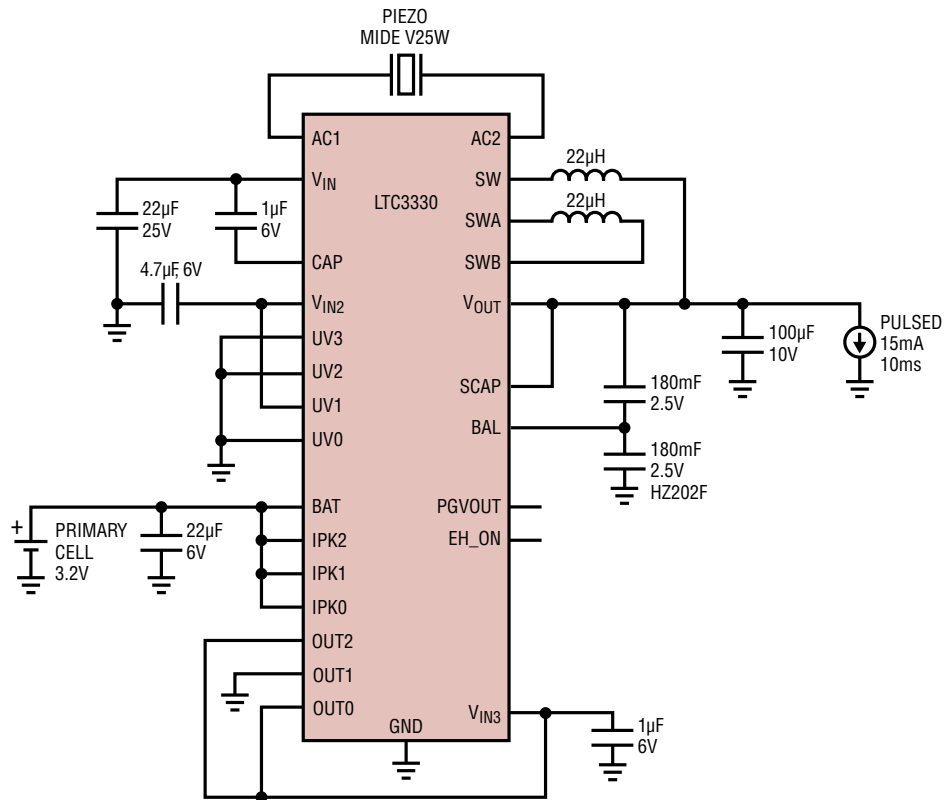 PIEZO
MIDE V25W
AC1
AC2
VIN
SW
22µH
LTC3330
22µF
25V
1µF
6V
SWA
22µH
CAP
SWB
4.7µF, 6V
VIN2
VOUT
UV3
UV2
UV1
UV0
SCAP
BAL
100µF
10V
PULSED
15mA
10ms
180mF
2.5V
180mF
2.5V
HZ202F
BAT
PGVOUT
+
PRIMARY
CELL
3.2V
22µF
6V
IPK2
EH_ON
IPK1
IPK0
OUT2
OUT1
OUT0
VIN3
GND
1µF
6V